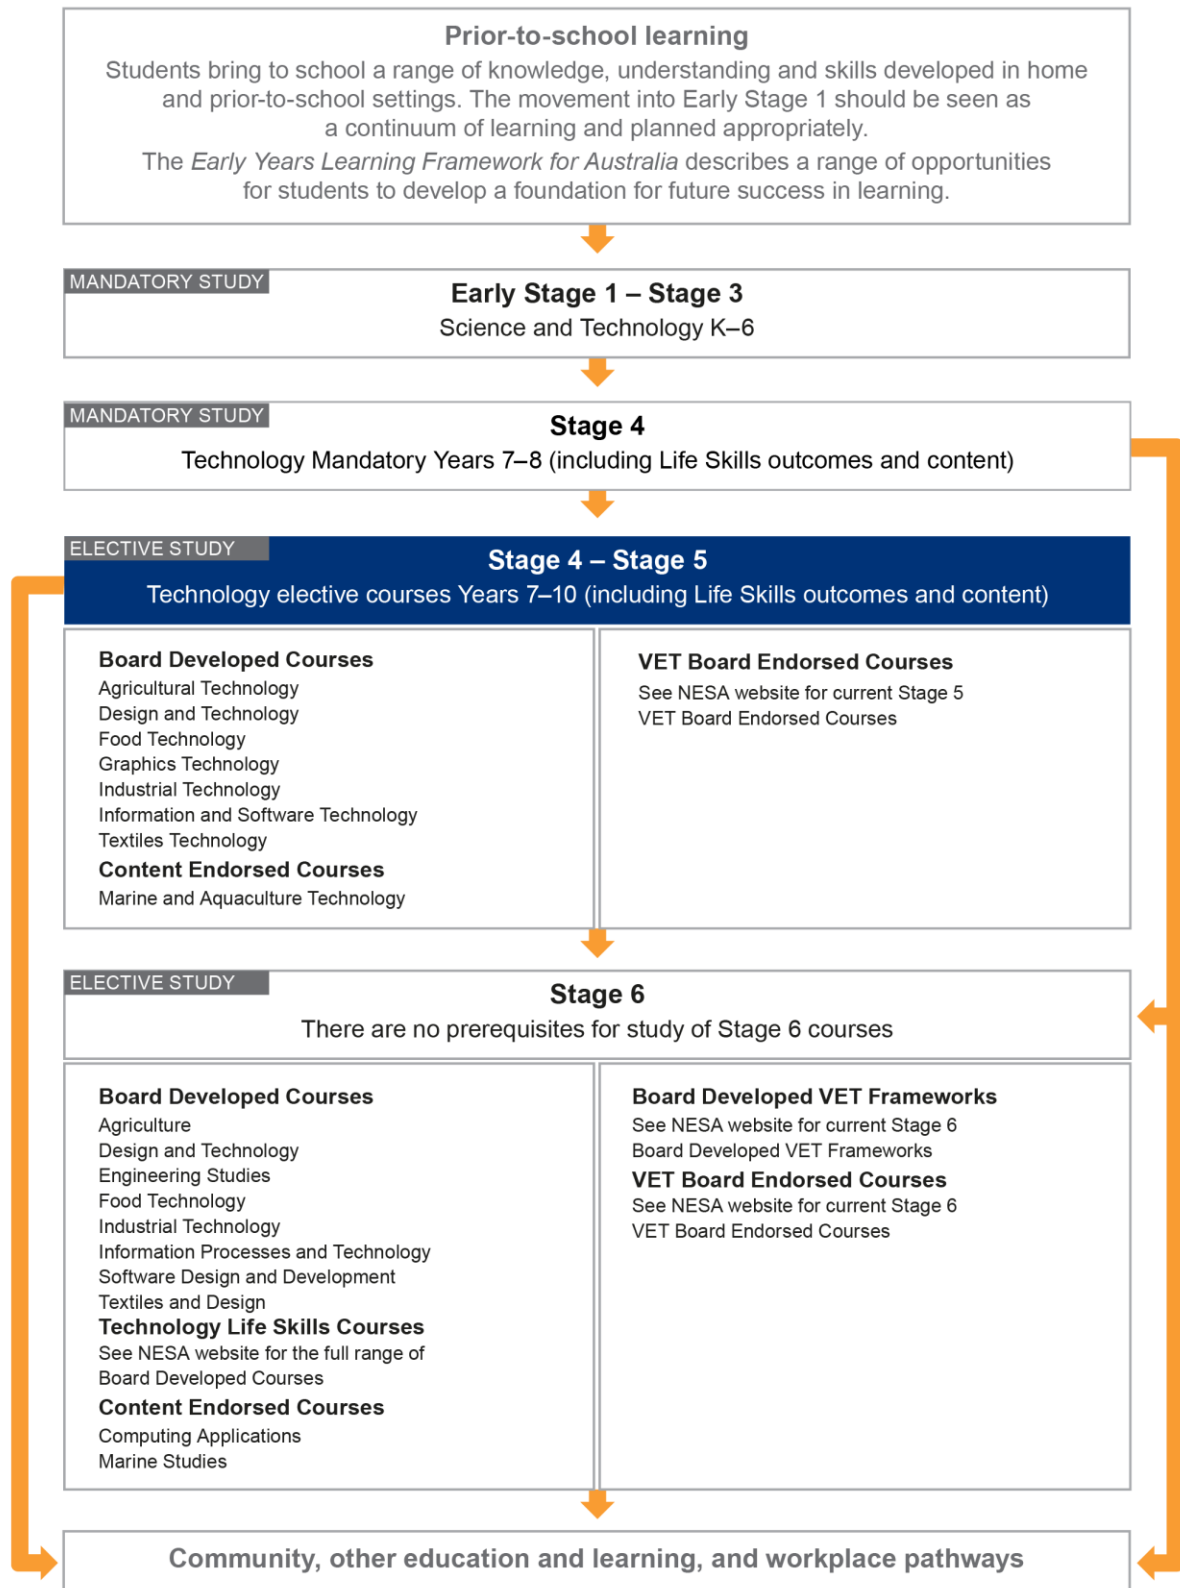 Prior-to-school learning
Students bring to school a range of knowledge, understanding and skills developed in home
and prior-to-school settings. The movement into Early Stage 1 should be seen as
a continuum of learning and planned appropriately.
The Early Years Learning Framework for Australia describes a range of opportunities
for students to develop a foundation for future success in learning.
MANDATORY STUDY
Early Stage 1 – Stage 3
Science and Technology K–6
MANDATORY STUDY
Stage 4
Technology Mandatory Years 7–8 (including Life Skills outcomes and content)
ELECTIVE STUDY
Stage 4 – Stage 5
Technology elective courses Years 7–10 (including Life Skills outcomes and content)
Board Developed Courses
Agricultural Technology
Design and Technology
Food Technology
Graphics Technology
Industrial Technology
Information and Software Technology
Textiles Technology
Content Endorsed Courses
Marine and Aquaculture Technology
VET Board Endorsed Courses
See NESA website for current Stage 5
VET Board Endorsed Courses
ELECTIVE STUDY
Stage 6
There are no prerequisites for study of Stage 6 courses
Board Developed Courses
Agriculture
Design and Technology
Engineering Studies
Food Technology
Industrial Technology
Information Processes and Technology
Software Design and Development
Textiles and Design
Technology Life Skills Courses
See NESA website for the full range of
Board Developed Courses
Content Endorsed Courses
Computing Applications
Marine Studies
Board Developed VET Frameworks
See NESA website for current Stage 6
Board Developed VET Frameworks
VET Board Endorsed Courses
See NESA website for current Stage 6
VET Board Endorsed Courses
Community, other education and learning, and workplace pathways